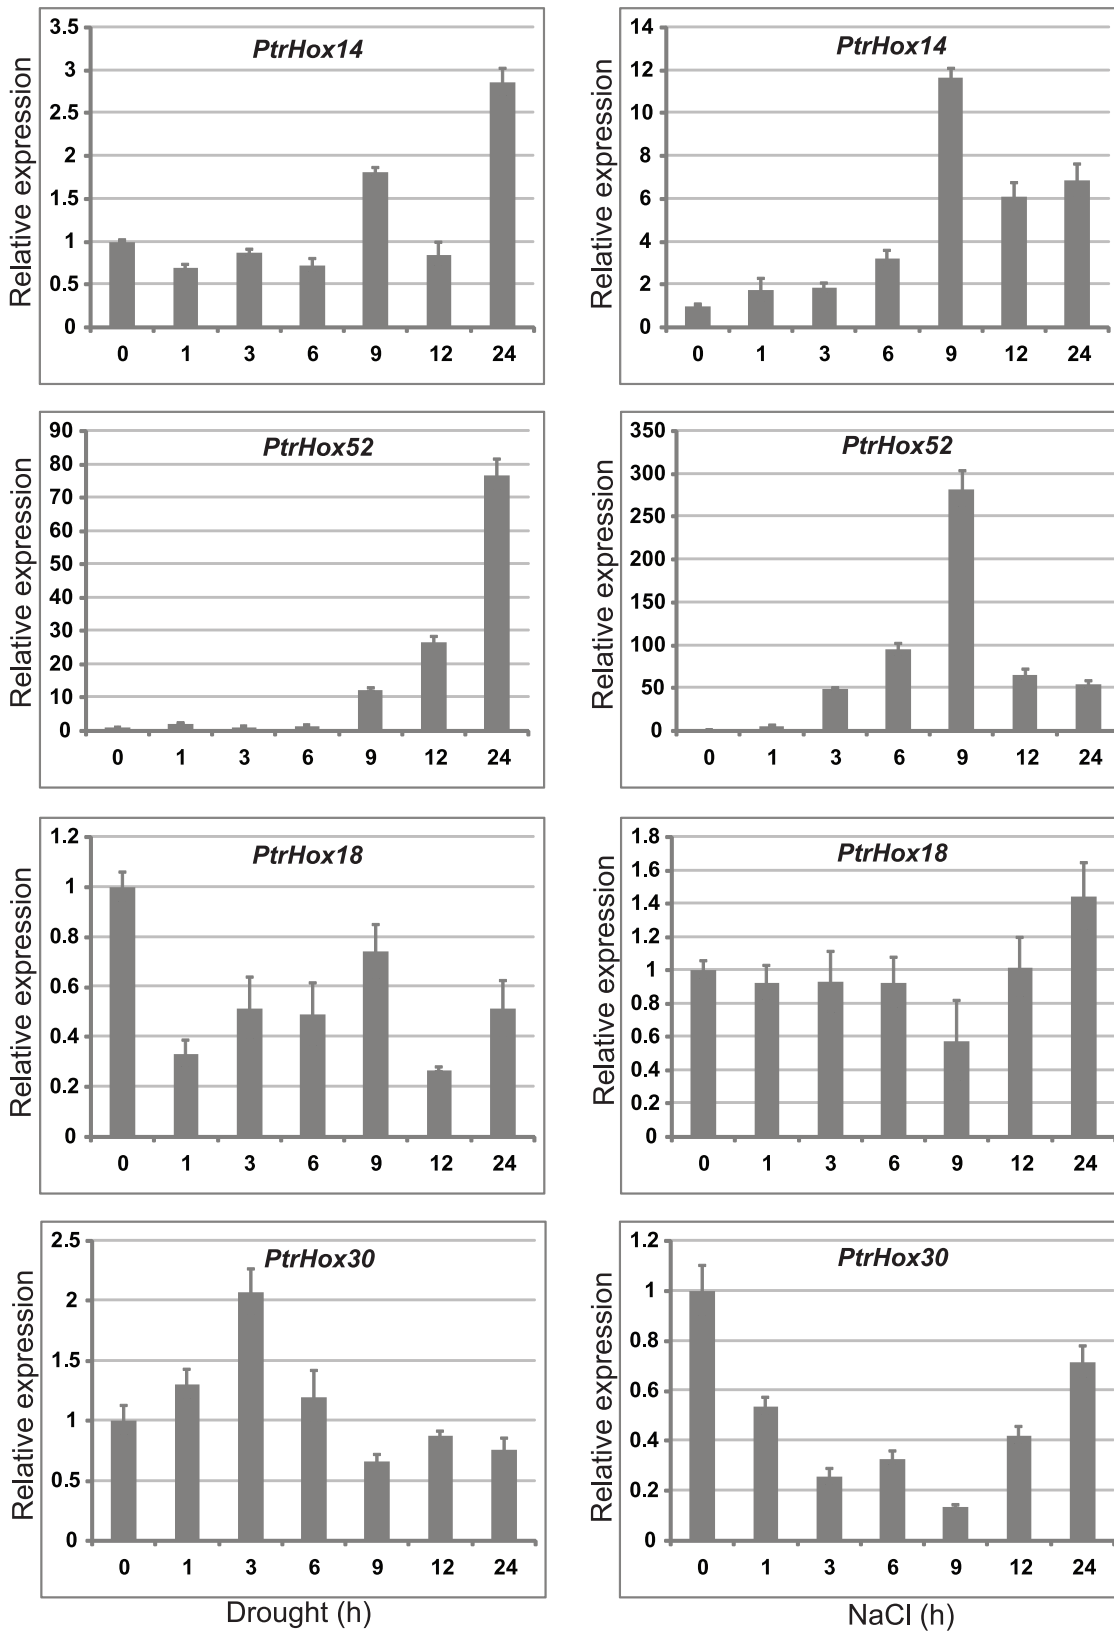 PtrHox14
Relative expression
3.5
3
2.5
2
1.5
1
0.5
0
0 1 3 6 9 12 24
PtrHox14
Relative expression
14
12
10
8
6
4
2
0
0 1 3 6 9 12 24
PtrHox52
Relative expression
90
80
70
60
50
40
30
20
10
0
0 1 3 6 9 12 24
PtrHox52
Relative expression
350
300
250
200
150
100
50
0
0 1 3 6 9 12 24
PtrHox18
Relative expression
1.2
1
0.8
0.6
0.4
0.2
0
0 1 3 6 9 12 24
PtrHox18
Relative expression
1.8
1.6
1.4
1.2
1
0.8
0.6
0.4
0.2
0
0 1 3 6 9 12 24
PtrHox30
Relative expression
2.5
2
1.5
1
0.5
0
0 1 3 6 9 12 24
Drought (h)
PtrHox30
Relative expression
1.2
1
0.8
0.6
0.4
0.2
0
0 1 3 6 9 12 24
NaCl (h)